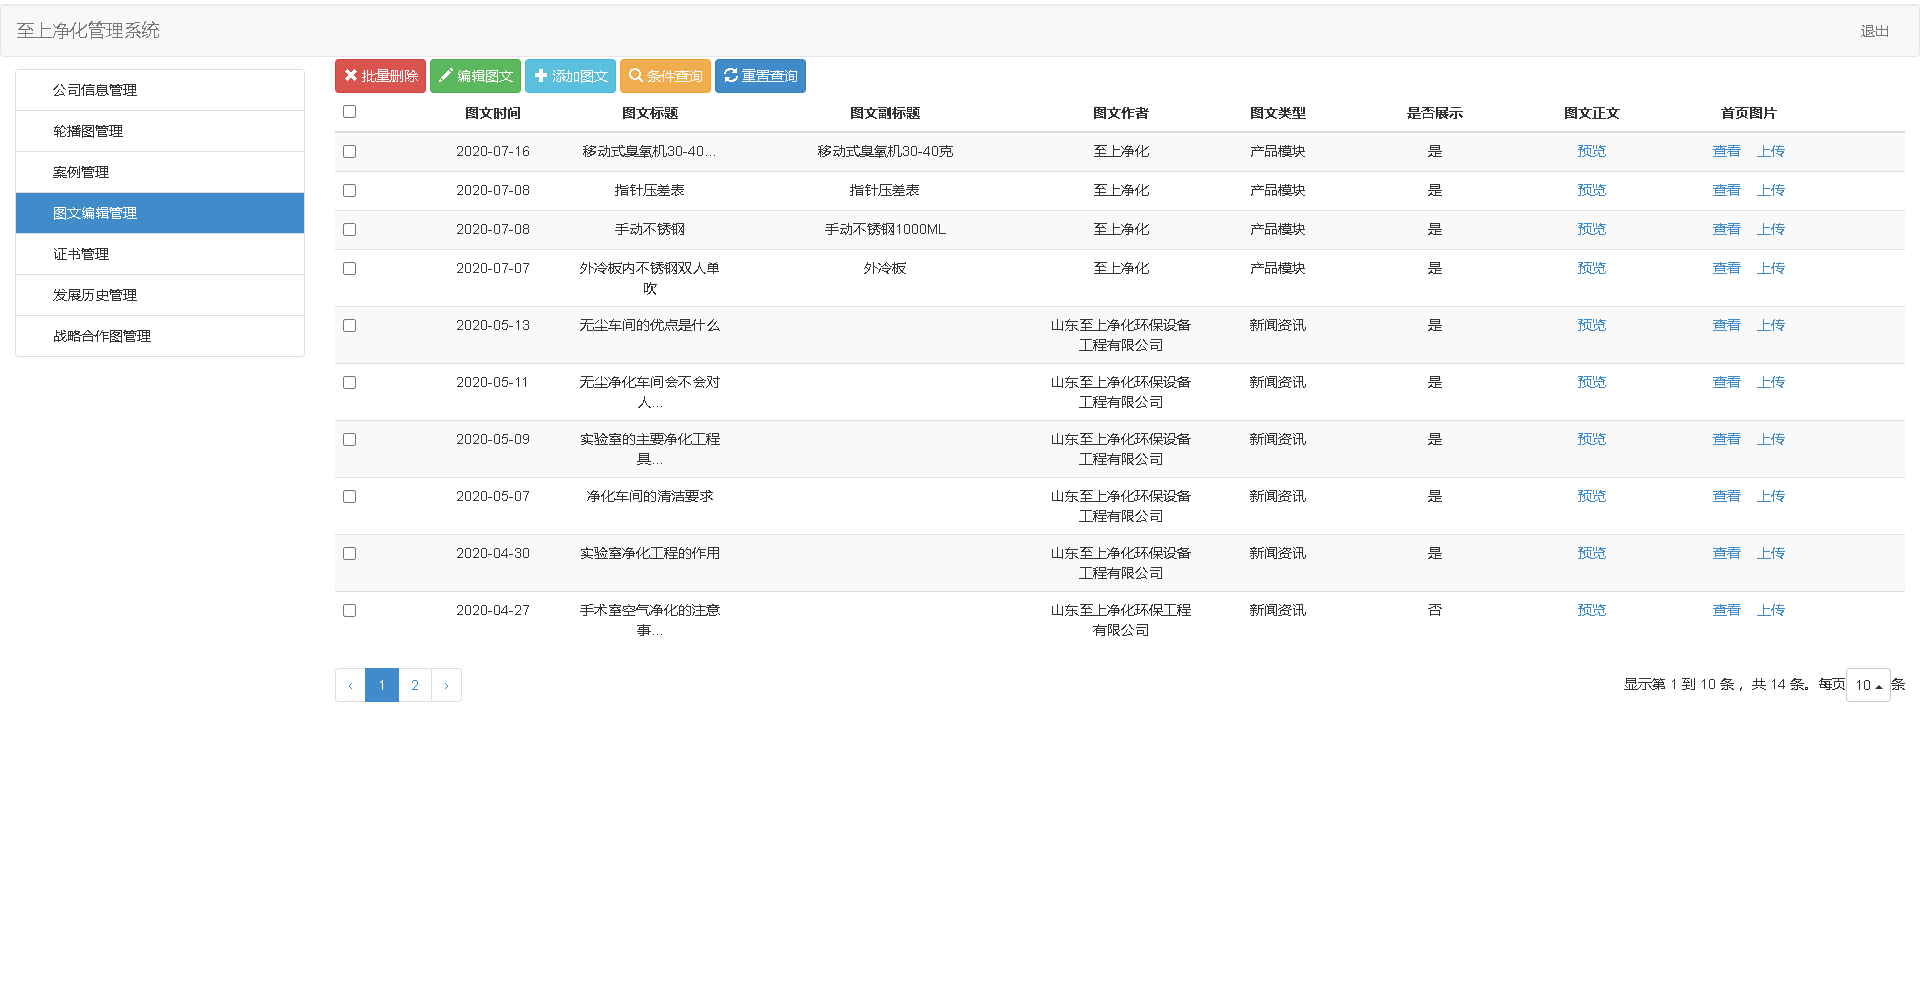 至上净化管理系统 退出
公司信息管理
轮播图管理
案例管理
图文编辑管理
证书管理
发展历史管理
战略合作图管理
批量删除 编辑图文 添加图文 条件查询 重置查询
图文时间 图文标题 图文副标题 图文作者 图文类型 是否展示 图文正文 首页图片
2020-07-16 移动式臭氧机30-40... 移动式臭氧机30-40克 至上净化 产品模块 是 预览 查看 上传
2020-07-08 指针压差表 指针压差表 至上净化 产品模块 是 预览 查看 上传
2020-07-08 手动不锈钢 手动不锈钢1000ML 至上净化 产品模块 是 预览 查看 上传
2020-07-07 外冷板内不锈钢双人单 外冷板 至上净化 产品模块 是 预览 查看 上传
吹
2020-05-13 无尘车间的优点是什么 山东至上净化环保设备 新闻资讯 是 预览 查看 上传
工程有限公司
2020-05-11 无尘净化车间会不会对 山东至上净化环保设备 新闻资讯 是 预览 查看 上传
人... 工程有限公司
2020-05-09 实验室的主要净化工程 山东至上净化环保设备 新闻资讯 是 预览 查看 上传
具... 工程有限公司
2020-05-07 净化车间的清洁要求 山东至上净化环保设备 新闻资讯 是 预览 查看 上传
工程有限公司
2020-04-30 实验室净化工程的作用 山东至上净化环保设备 新闻资讯 是 预览 查看 上传
工程有限公司
2020-04-27 手术室空气净化的注意 山东至上净化环保工程 新闻资讯 否 预览 查看 上传
事... 有限公司
‹ 1 2 › 显示第 1 到 10 条，共 14 条。每页 10 条